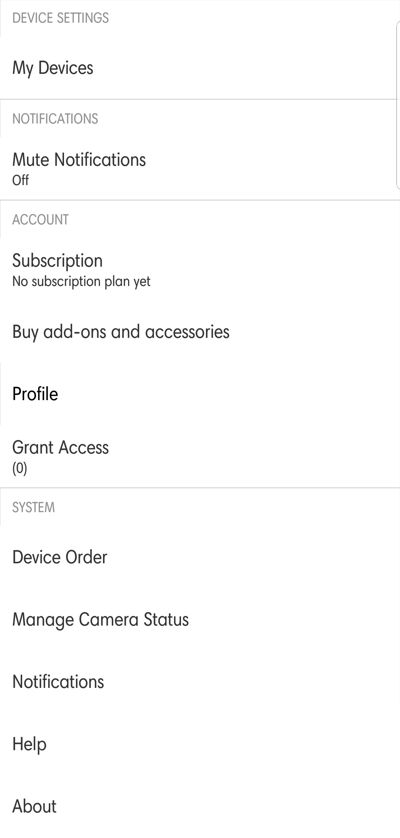 DEVICE SETTINGS
My Devices
NOTIFICATIONS
Mute Notifications
Off
ACCOUNT
Subscription
No subscription plan yet
Buy add-ons and accessories
Profile
Grant Access
(0)
SYSTEM
Device Order
Manage Camera Status
Notifications
Help
About